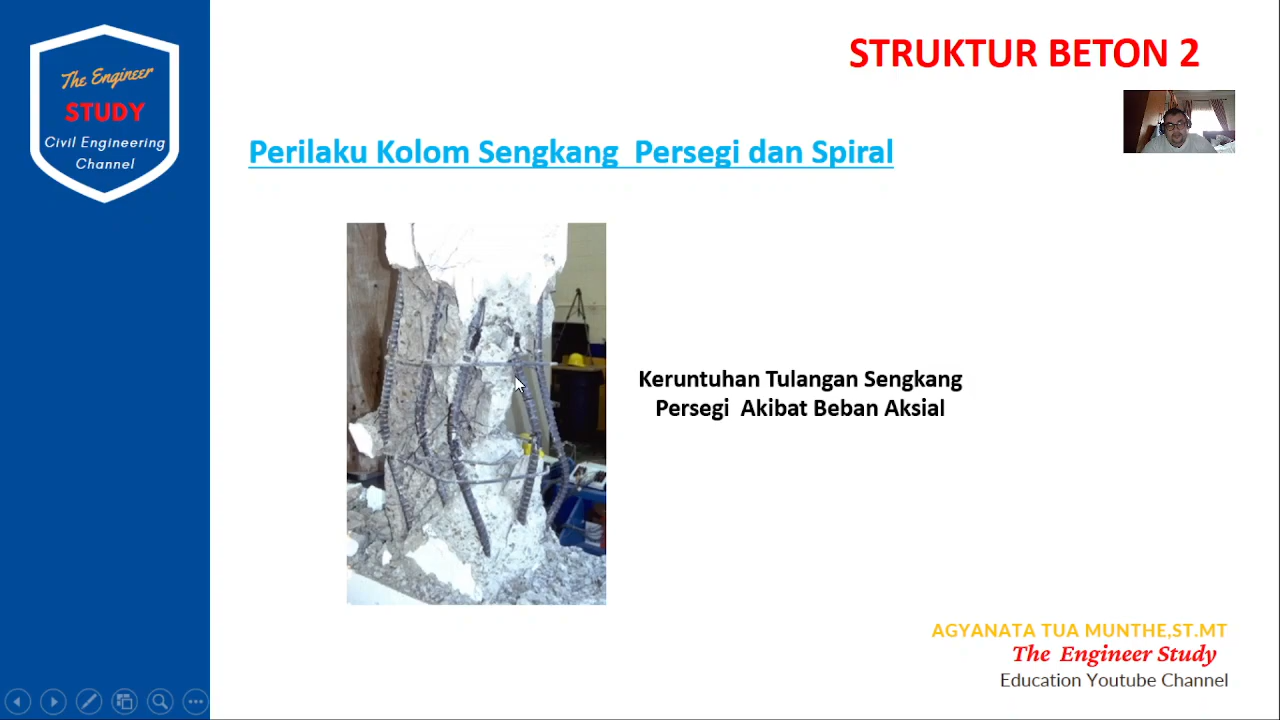 The Engineer
STUDY
Civil Engineering
Channel
STRUKTUR BETON 2
Perilaku Kolom Sengkang Persegi dan Spiral
Keruntuhan Tulangan Sengkang
Persegi Akibat Beban Aksial
AGYANATA TUA MUNTHE,ST.MT
The Engineer Study
Education Youtube Channel